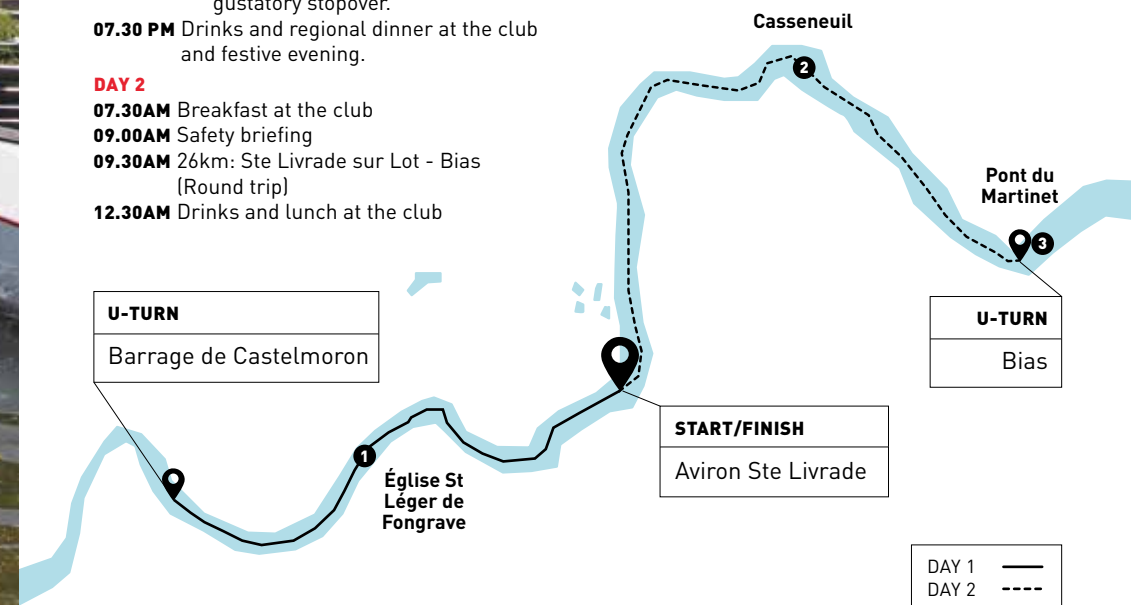 gustatory stopover.
07.30 PM Drinks and regional dinner at the club
and festive evening.
DAY 2
07.30AM Breakfast at the club
09.00AM Safety briefing
09.30AM 26km: Ste Livrade sur Lot - Bias
(Round trip)
12.30AM Drinks and lunch at the club
Casseneuil
2
Pont du
Martinet
3
U-TURN
Bias
U-TURN
Barrage de Castelmoron
START/FINISH
Aviron Ste Livrade
1
Église St
Léger de
Fongrave
DAY 1
DAY 2